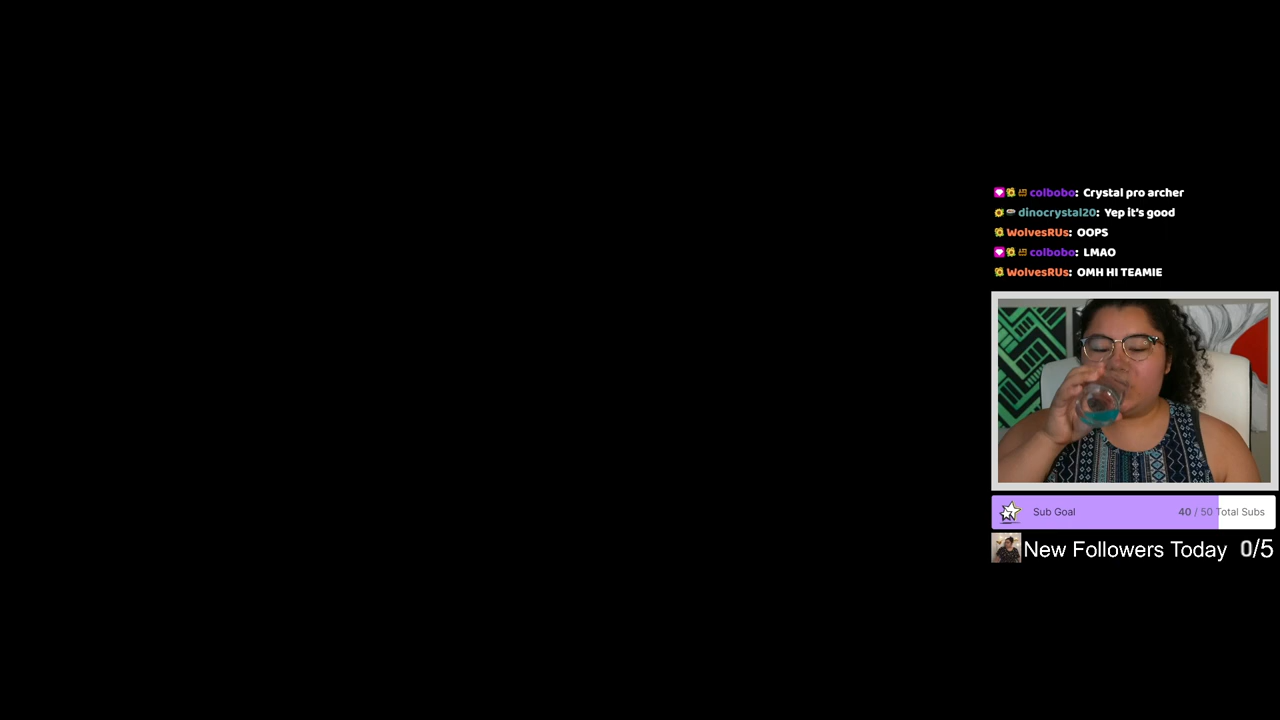 colbobo: Crystal pro archer
dinocrystal20: Yep it's good
WolvesRUs: OOPS
colbobo: LMAO
WolvesRUs: OMH HI TEAMIE
Sub Goal 40 / 50 Total Subs
New Followers Today 0/5